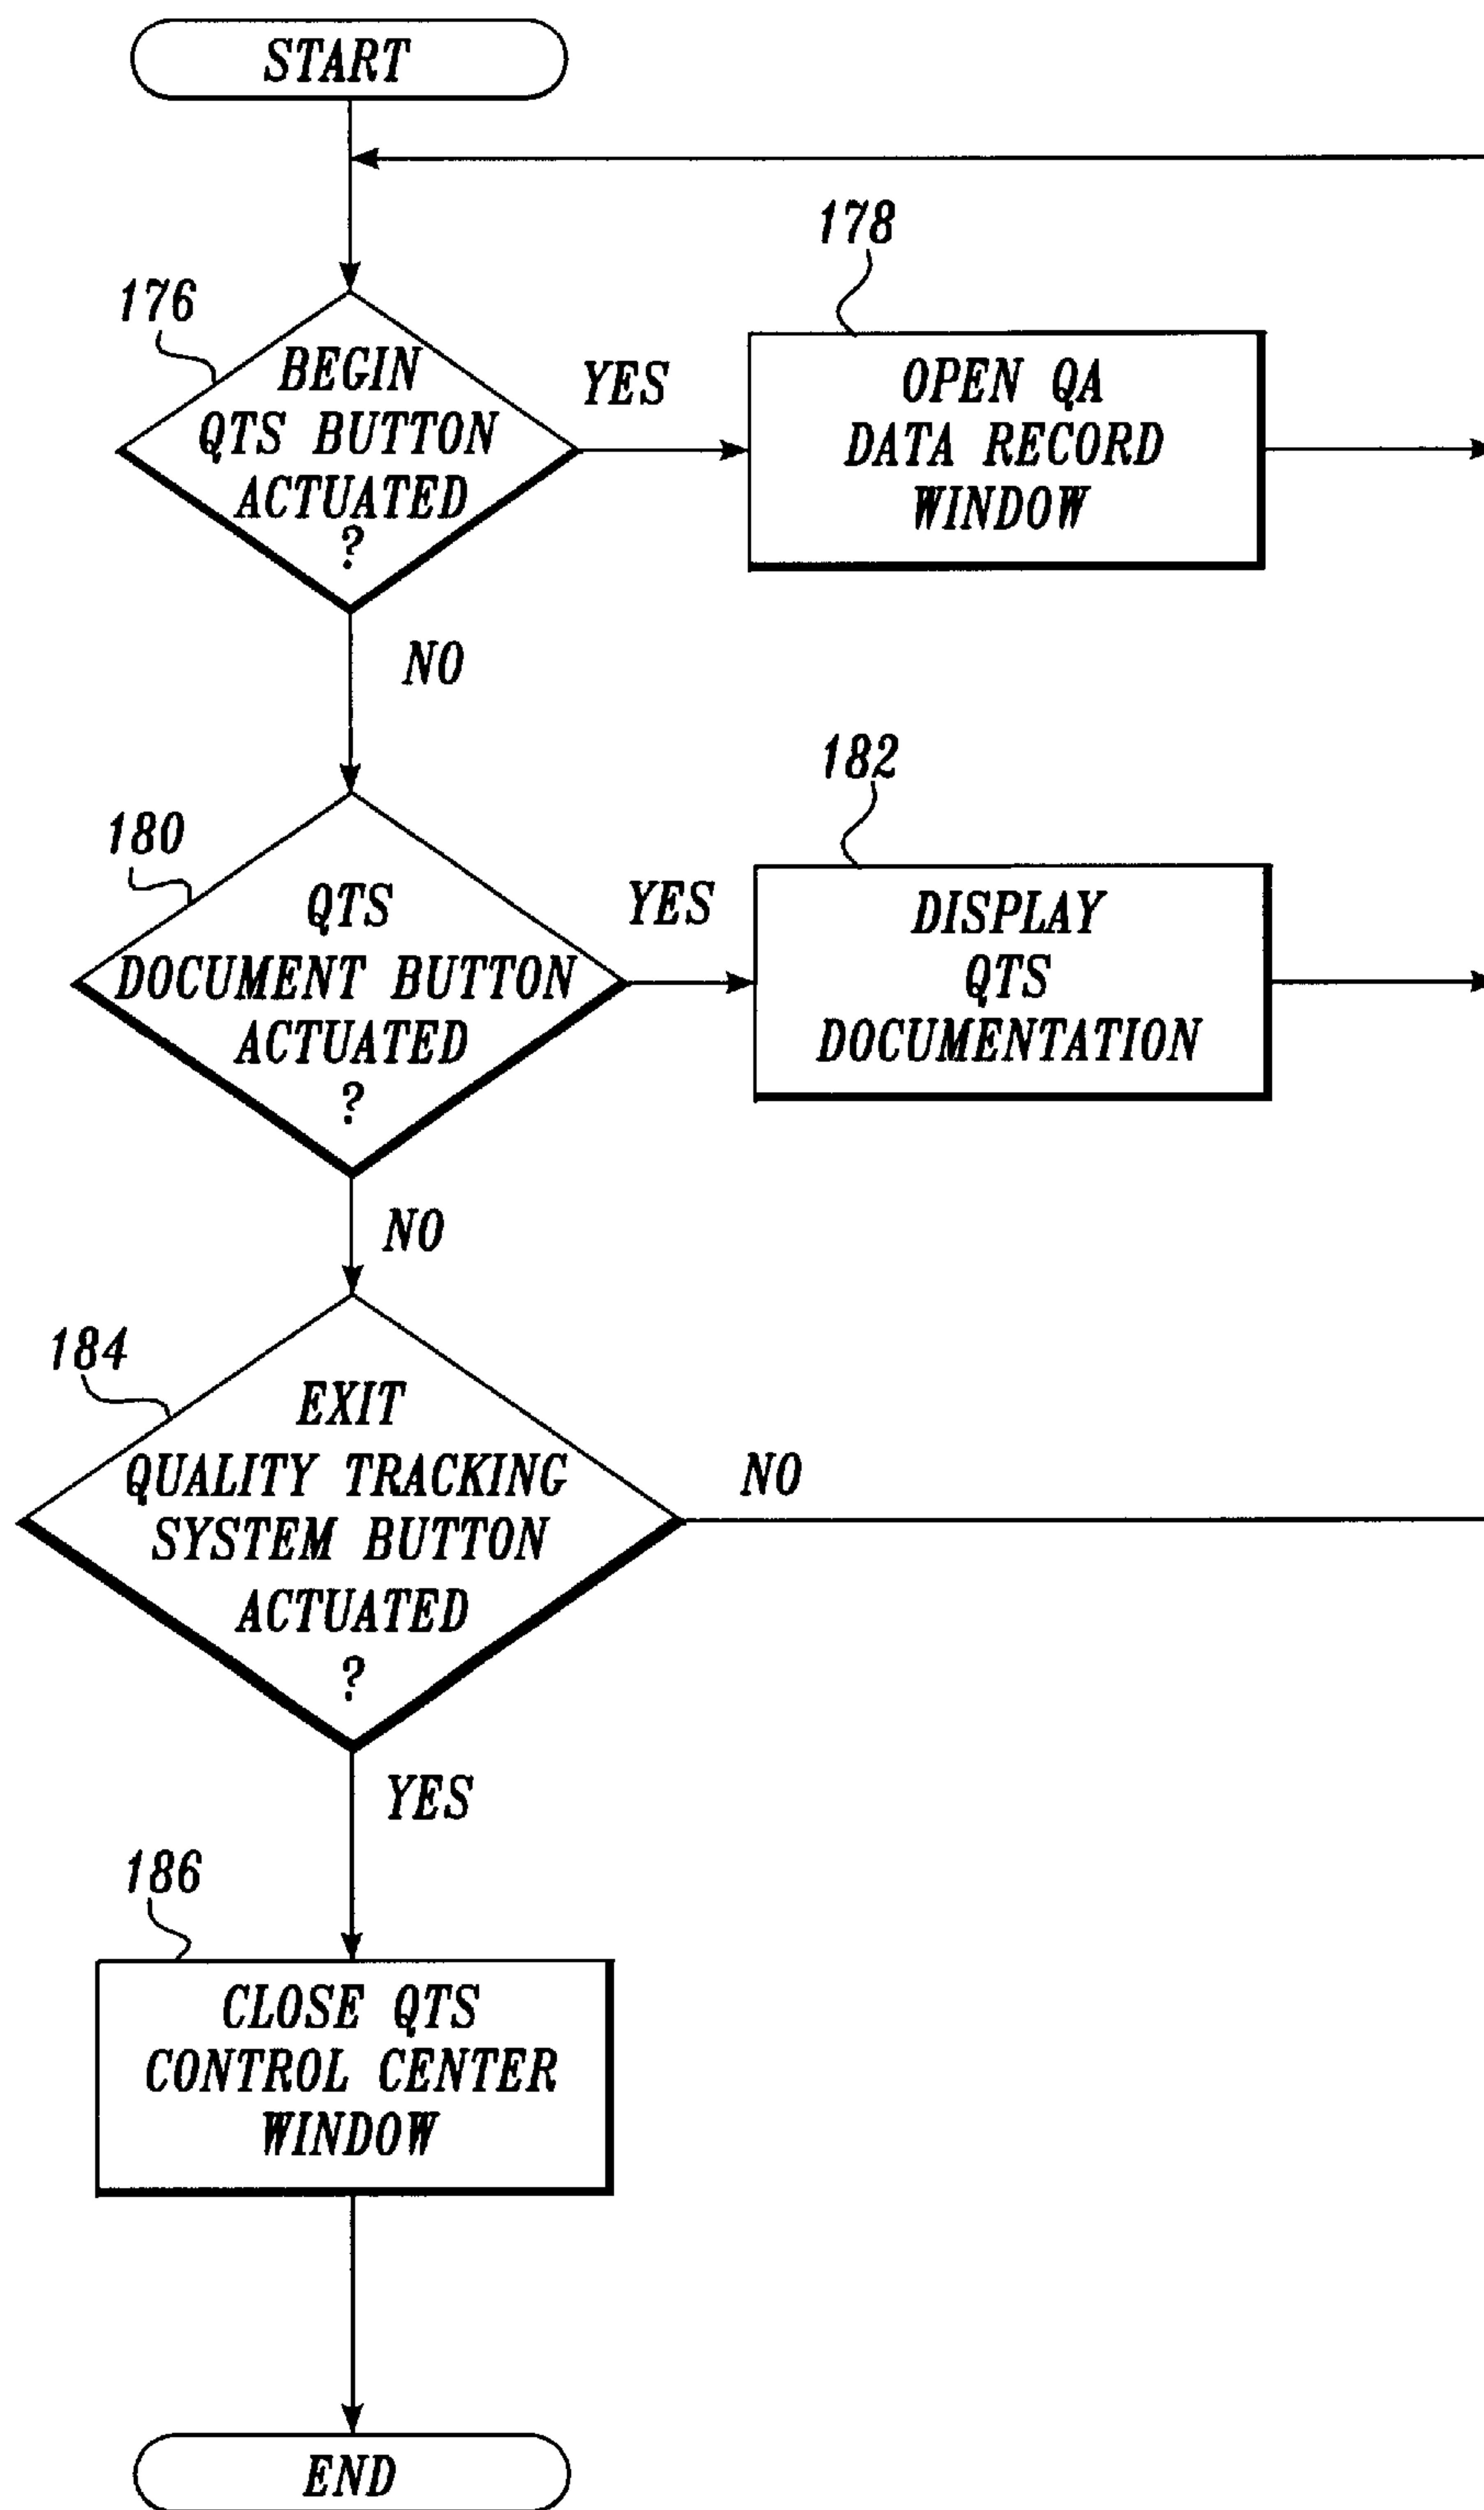 START
178
176
BEGIN
QTS BUTTON
ACTUATED
?
YES
OPEN QA
DATA RECORD
WINDOW
NO
182
180
QTS
DOCUMENT BUTTON
ACTUATED
?
YES
DISPLAY
QTS
DOCUMENTATION
NO
184
EXIT
QUALITY TRACKING
SYSTEM BUTTON
ACTUATED
?
NO
YES
186
CLOSE QTS
CONTROL CENTER
WINDOW
END